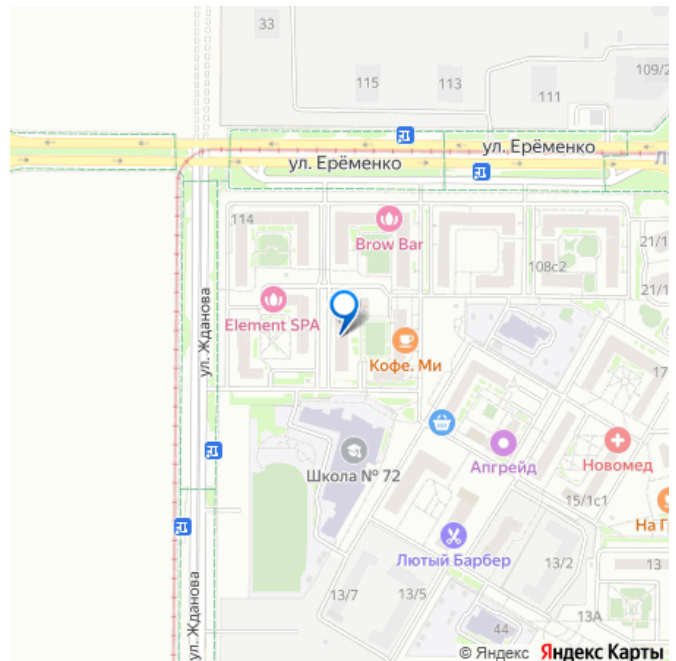 33
115
113
111
109/2
ул. Ерёменко
ул. Ерёменко
114
Brow Bar
21/1
108с2
21/1
ул. Жданова
Element SPA
Кофе. Ми
17
Апгрейд
Новомед
Школа № 72
15/1с1
На Г
Лютый Барбер
13/2
13
13/7
13/5
13А
44
ул. Жданова
© Яндекс Яндекс Карты